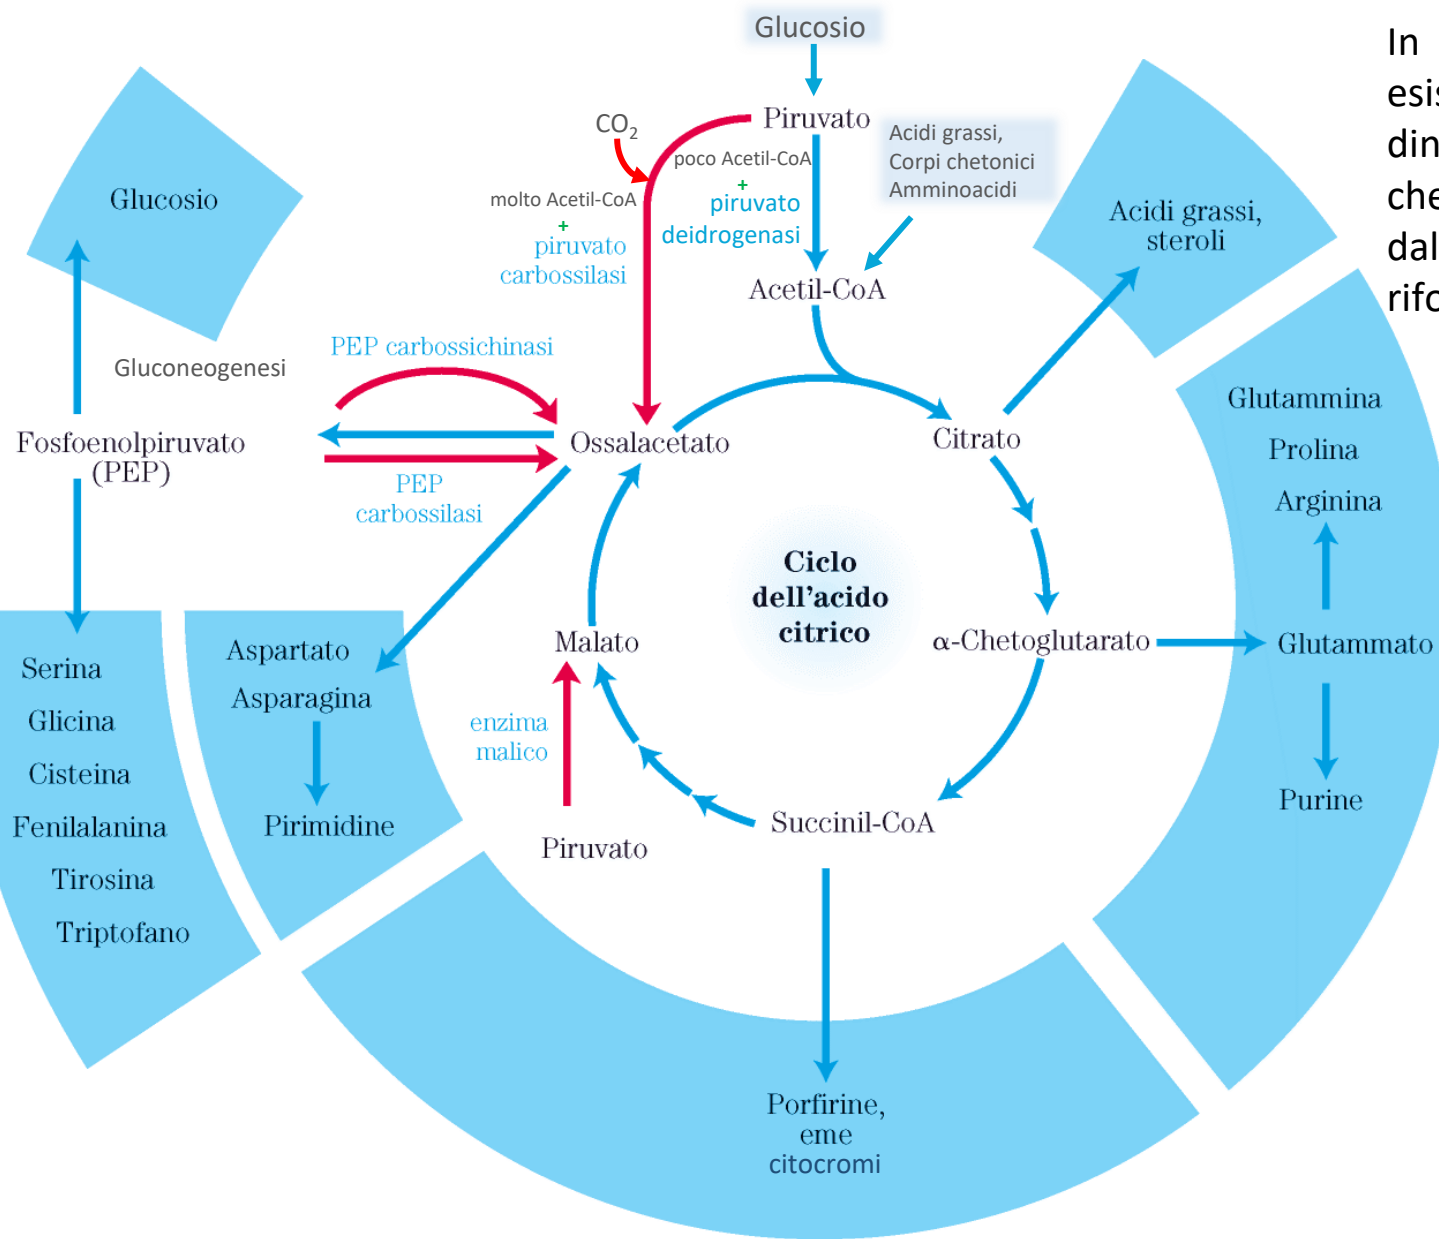 Glucosio
Piruvato
CO2
poco Acetil-CoA
+
piruvato
deidrogenasi
molto Acetil-CoA
+
piruvato
carbossilasi
Acidi grassi,
Corpi chetonici
Amminoacidi
Acetil-CoA
Glucosio
Gluconeogenesi
PEP carbossichinasi
Fosfoenolpiruvato
(PEP)
PEP
carbossilasi
Ossalacetato
Citrato
Acidi grassi,
steroli
In
Glutammina
Prolina
Arginina
Glutammato
Purine
Ciclo
dell'acido
citrico
α-Chetoglutarato
Malato
enzima
malico
Piruvato
Succinil-CoA
Aspartato
Asparagina
Pirimidine
Serina
Glicina
Cisteina
Fenilalanina
Tirosina
Triptofano
Porfirine,
eme
citocromi